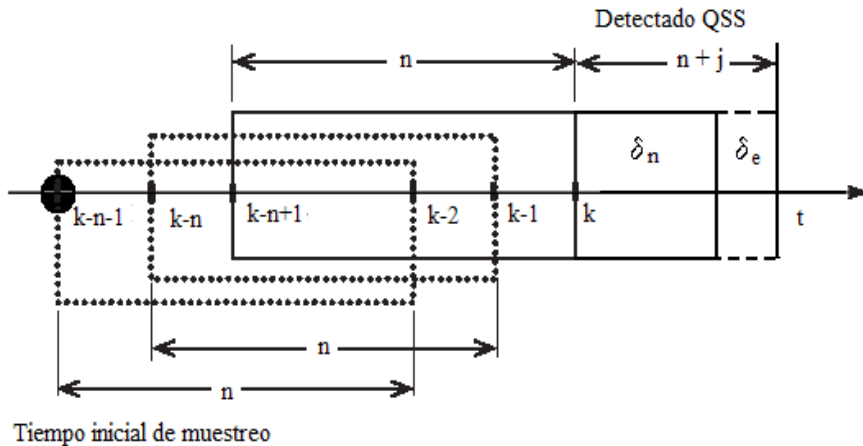 Detectado QSS
n
n + j
δn
δe
k-n-1
k-n
k-n+1
k-2
k-1
k
t
n
n
Tiempo inicial de muestreo